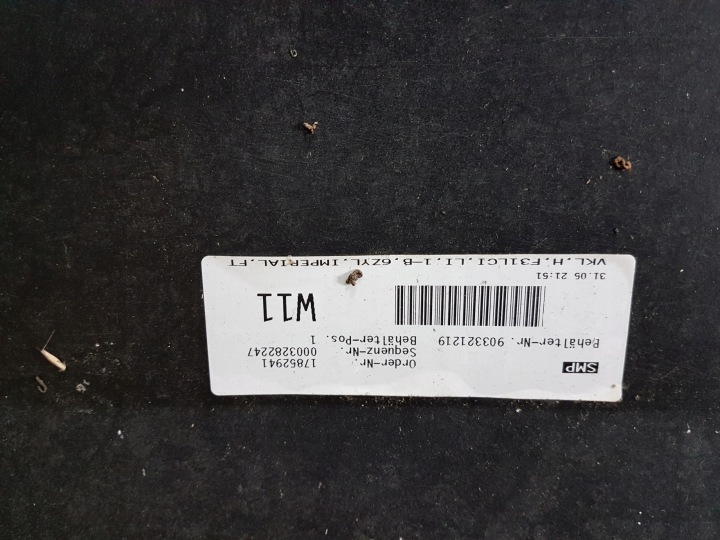 SMP
Order-Nr. 17852941
Sequenz-Nr. 0003282247
Behälter-Nr. 903321219 Behälter-Pos. 1
W11
31.05 21:51
VKL,H,F31LCI,LI,1-B,6ZYL,IMPERIAL,FT